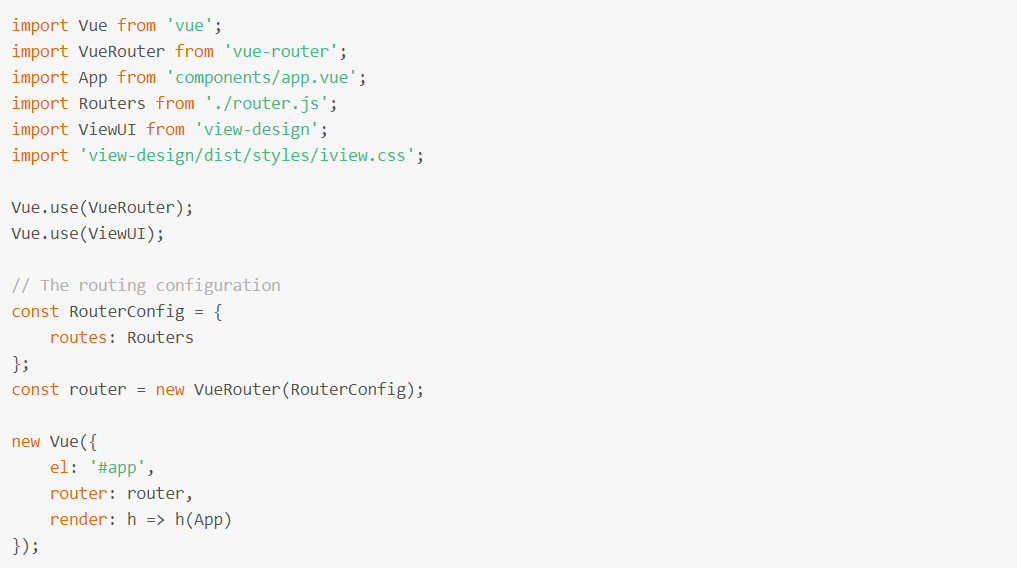 import Vue from 'vue';
import VueRouter from 'vue-router';
import App from 'components/app.vue';
import Routers from './router.js';
import ViewUI from 'view-design';
import 'view-design/dist/styles/iview.css';

Vue.use(VueRouter);
Vue.use(ViewUI);

// The routing configuration
const RouterConfig = {
    routes: Routers
};
const router = new VueRouter(RouterConfig);

new Vue({
    el: '#app',
    router: router,
    render: h => h(App)
});